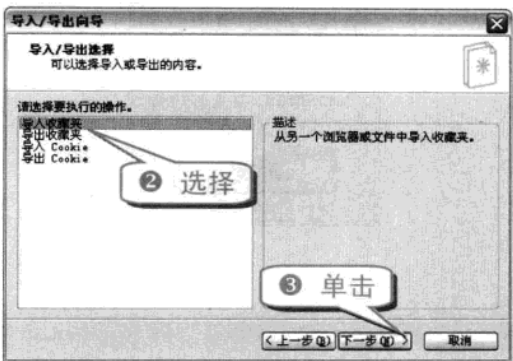 导入/导出向导
导入/导出选择
可以选择导入或导出的内容。
请选择要执行的操作。
导入收藏夹
导出收藏夹
导入 Cookie
导出 Cookie
描述
从另一个浏览器或文件中导入收藏夹。
❷ 选择
❸ 单击
< 上一步(B)
下一步(N) >
取消